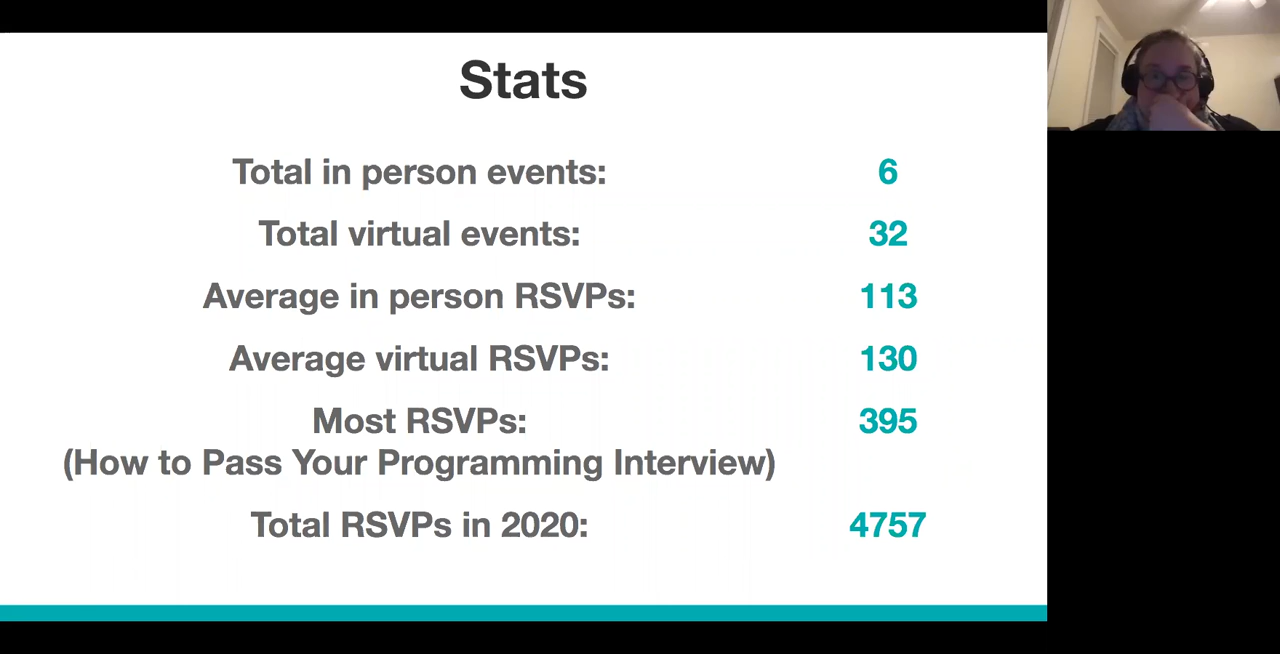 Stats
Total in person events: 6
Total virtual events: 32
Average in person RSVPs: 113
Average virtual RSVPs: 130
Most RSVPs: 395
(How to Pass Your Programming Interview)
Total RSVPs in 2020: 4757